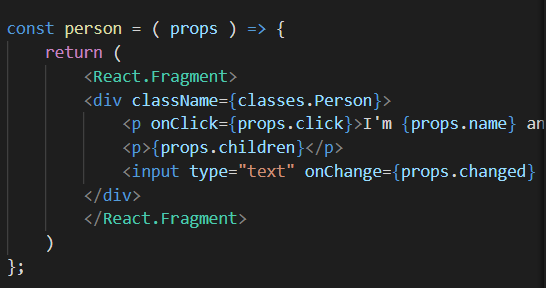 const person = ( props ) => {
return (
<React.Fragment>
<div className={classes.Person}>
<p onClick={props.click}>I'm {props.name} an
<p>{props.children}</p>
<input type="text" onChange={props.changed}
</div>
</React.Fragment>
)
};